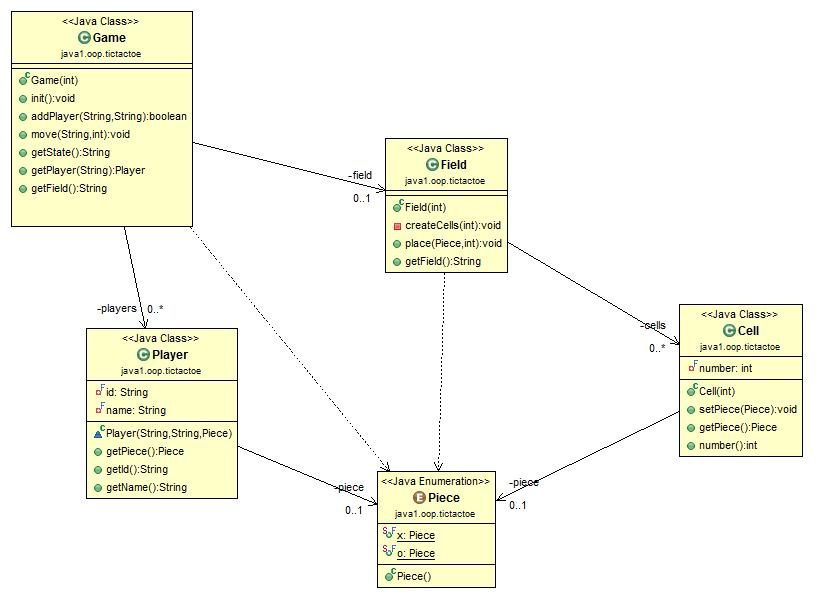 <<Java Class>>
Game
java1.oop.tictactoe
Game(int)
init():void
addPlayer(String,String):boolean
move(String,int):void
getState():String
getPlayer(String):Player
getField():String
-field
0..1
<<Java Class>>
Field
java1.oop.tictactoe
Field(int)
createCells(int):void
place(Piece,int):void
getField():String
-players 0..*
-cells
0..*
<<Java Class>>
Cell
java1.oop.tictactoe
number: int
Cell(int)
setPiece(Piece):void
getPiece():Piece
number():int
<<Java Class>>
Player
java1.oop.tictactoe
id: String
name: String
Player(String,String,Piece)
getPiece():Piece
getId():String
getName():String
-piece
0..1
-piece
0..1
<<Java Enumeration>>
Piece
java1.oop.tictactoe
x: Piece
o: Piece
Piece()